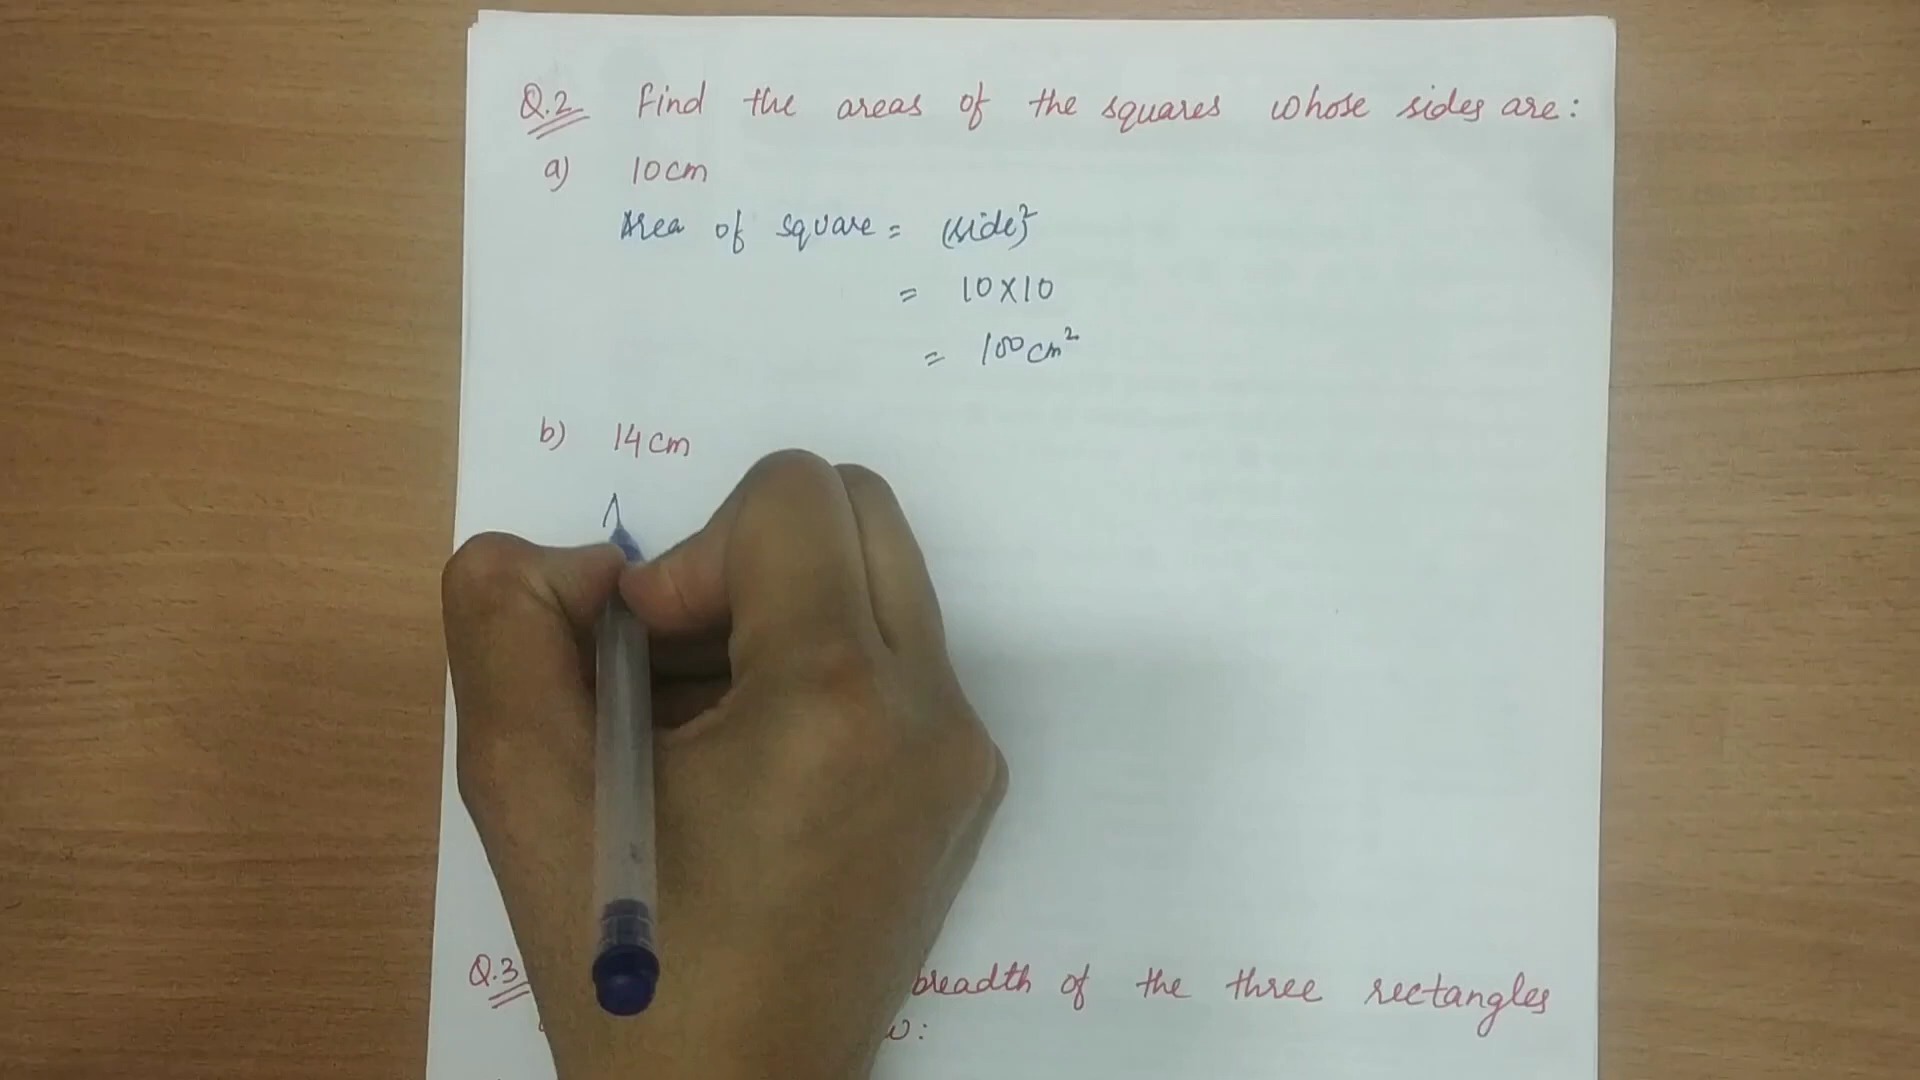 Q.2 Find the areas of the squares whose sides are:
a) 10cm
Area of square = (side)²
= 10×10
= 100cm²
b) 14cm
Q.3 breadth of the three rectangles